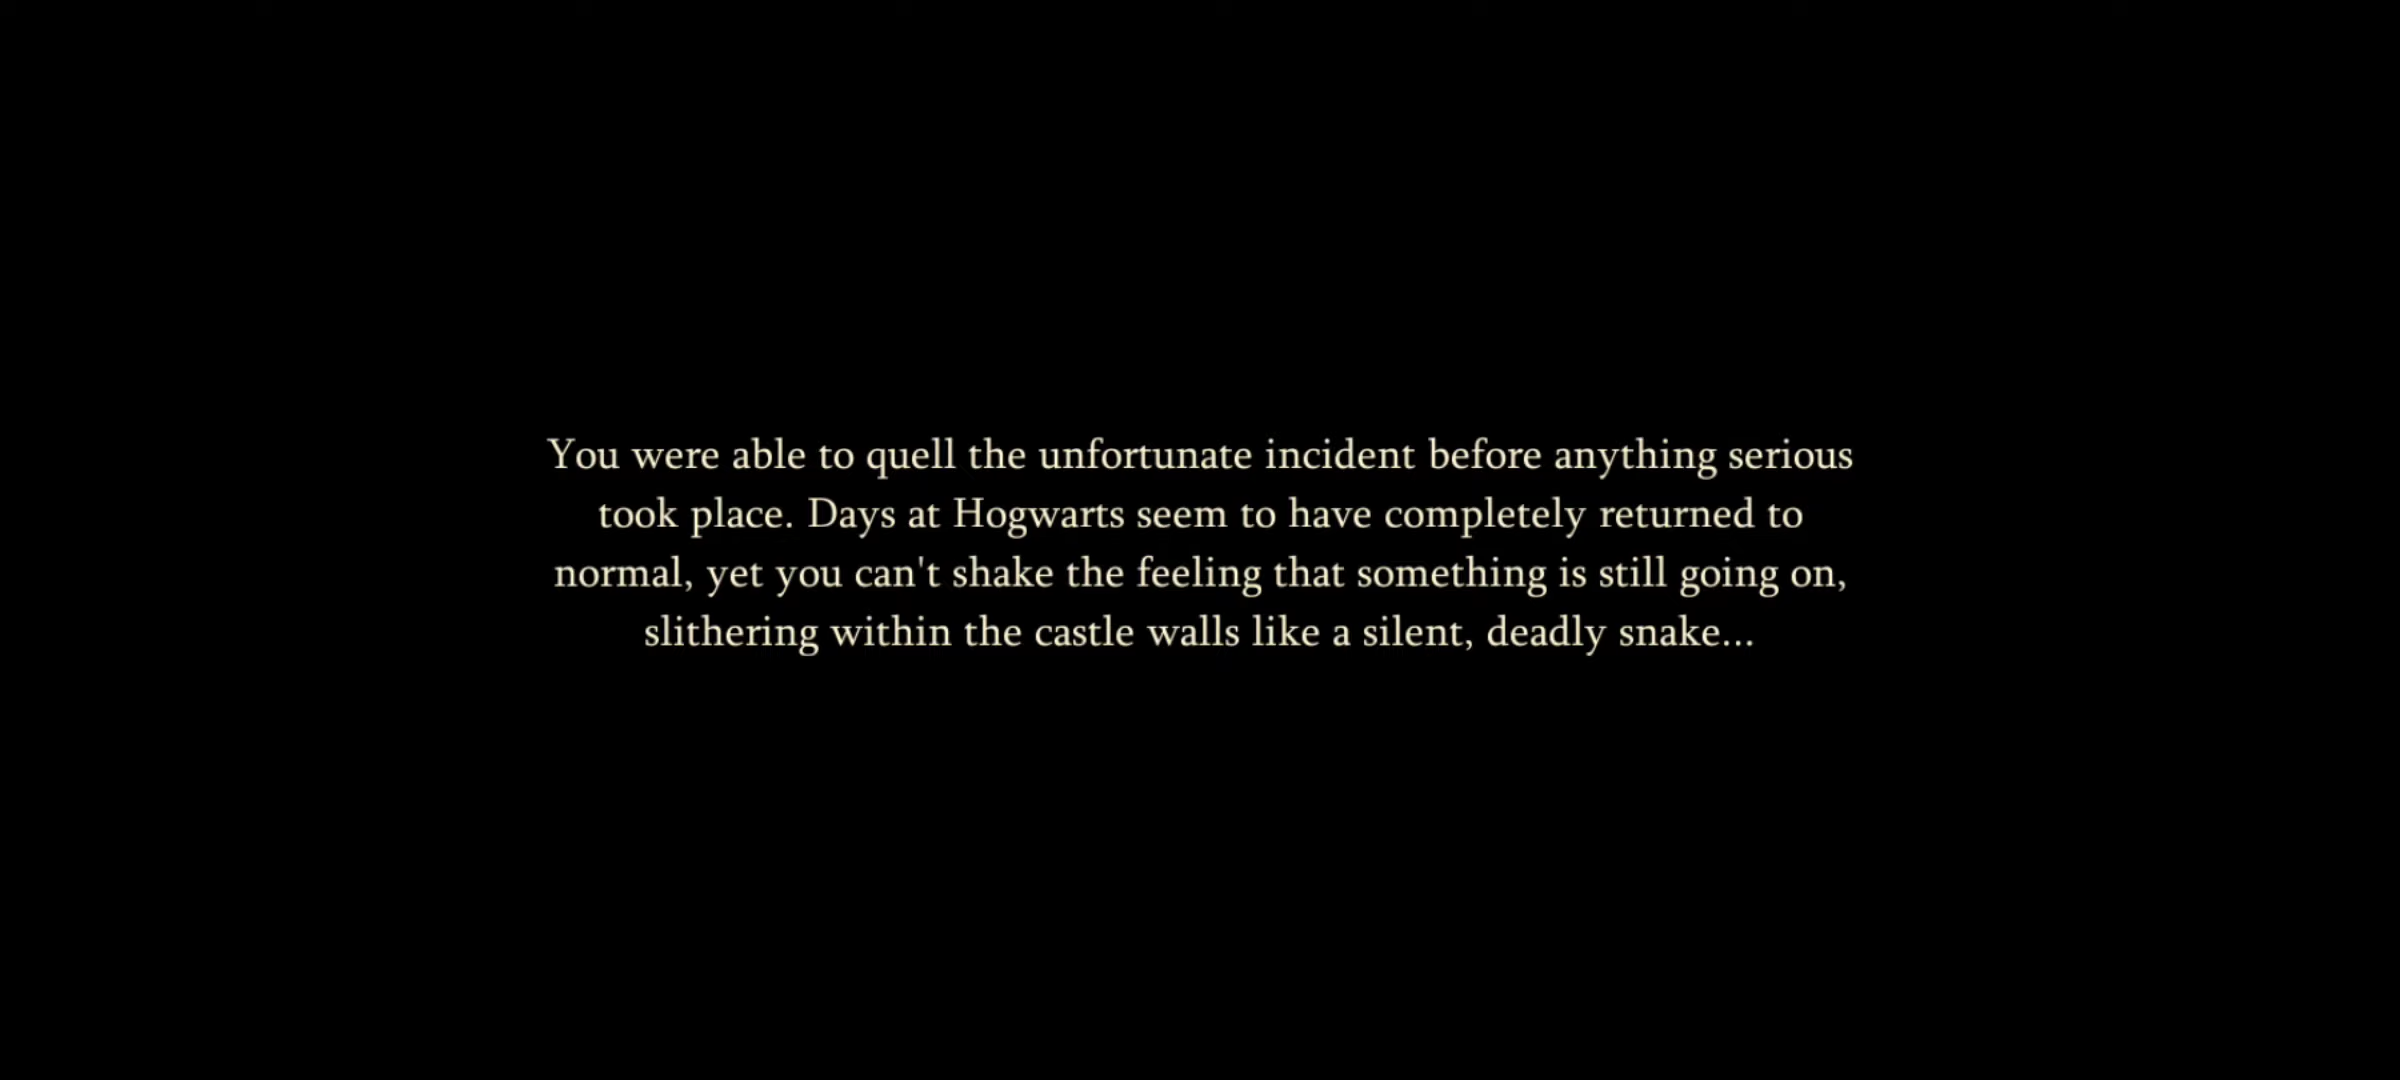 You were able to quell the unfortunate incident before anything serious
took place. Days at Hogwarts seem to have completely returned to
normal, yet you can't shake the feeling that something is still going on,
slithering within the castle walls like a silent, deadly snake...